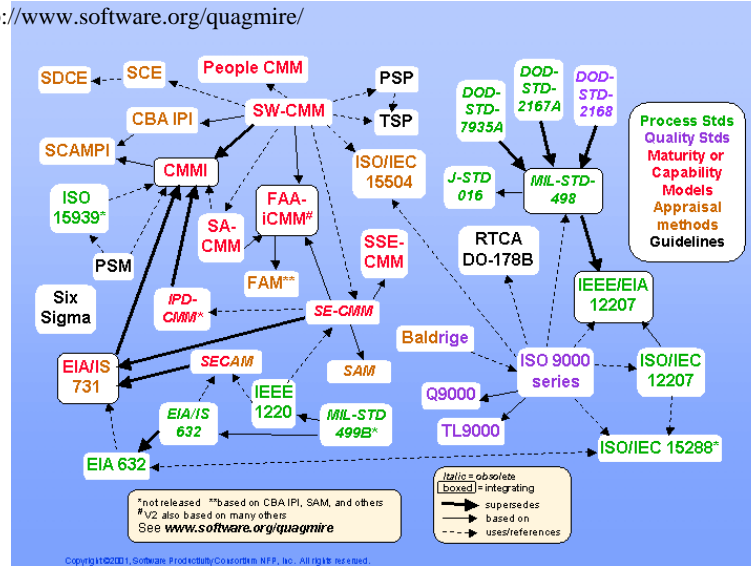 ://www.software.org/quagmire/
SDCE
SCE
People CMM
PSP
SW-CMM
TSP
CBA IPI
SCAMPI
CMMI
ISO/IEC
15504
ISO
15939*
SA-
CMM
FAA-
iCMM#
PSM
FAM**
SSE-
CMM
Six
Sigma
IPD-
CMM*
SE-CMM
EIA/IS
731
SECAM
SAM
IEEE
1220
EIA/IS
632
MIL-STD
499B*
EIA 632
DOD-
STD-
7935A
DOD-
STD-
2167A
DOD-
STD-
2168
J-STD
016
MIL-STD-
498
RTCA
DO-178B
IEEE/EIA
12207
Baldrige
ISO 9000
series
ISO/IEC
12207
Q9000
TL9000
ISO/IEC 15288*
Process Stds
Quality Stds
Maturity or
Capability
Models
Appraisal
methods
Guidelines
*not released **based on CBA IPI, SAM, and others
#V2 also based on many others
See www.software.org/quagmire
Italic = obsolete
boxed = integrating
supersedes
based on
uses/references
Copyright©2001, Software Productivity Consortium NFP, Inc. All rights reserved.